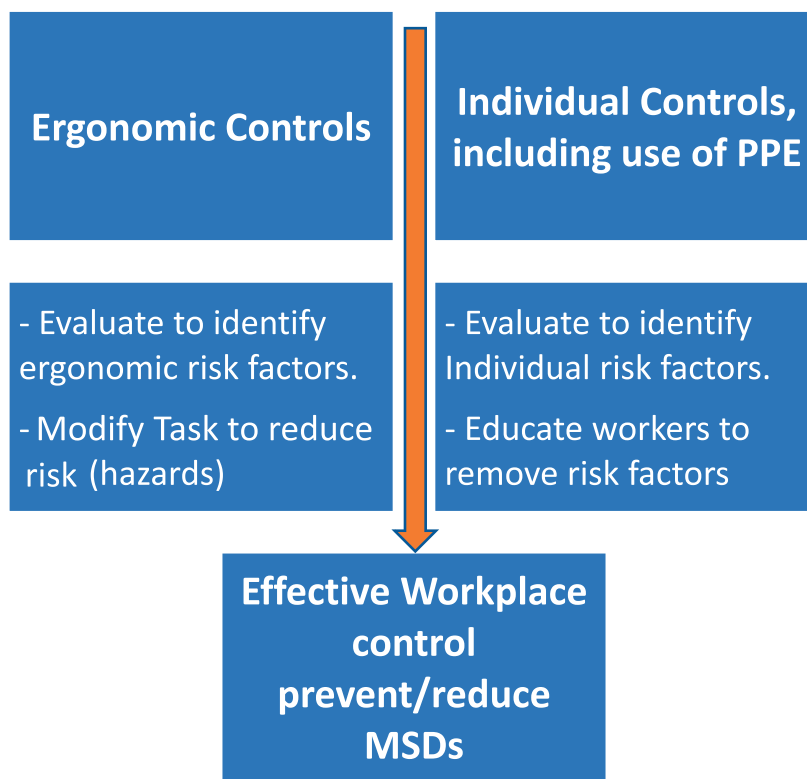 Ergonomic Controls
Individual Controls,
including use of PPE
- Evaluate to identify
ergonomic risk factors.
- Modify Task to reduce
risk (hazards)
- Evaluate to identify
Individual risk factors.
- Educate workers to
remove risk factors
Effective Workplace
control
prevent/reduce
MSDs